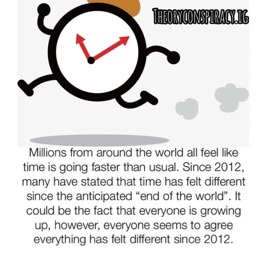 THEORYCONSPIRACY.IG
Millions from around the world all feel like
time is going faster than usual. Since 2012,
many have stated that time has felt different
since the anticipated “end of the world”. It
could be the fact that everyone is growing
up, however, everyone seems to agree
everything has felt different since 2012.